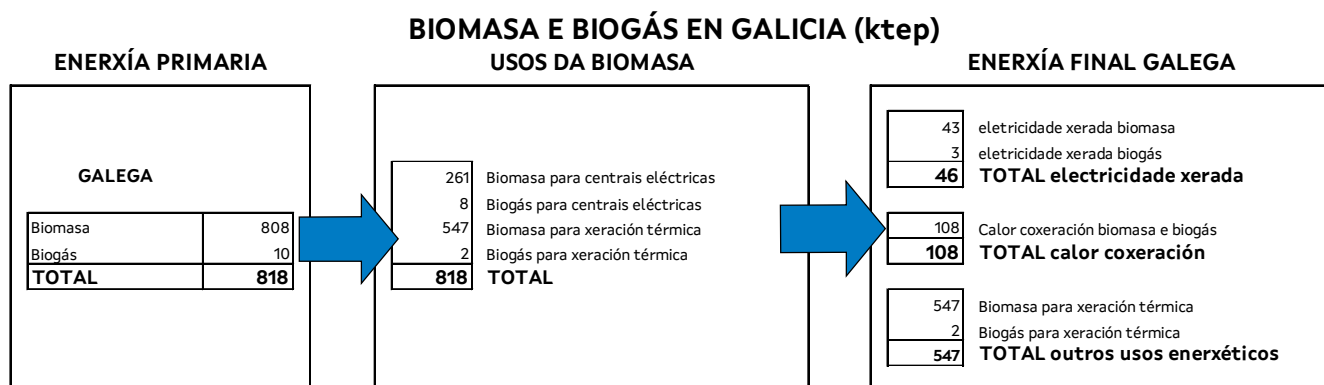 BIOMASA E BIOGÁS EN GALICIA (ktep)
ENERXÍA PRIMARIA
GALEGA
Biomasa 808
Biogás 10
TOTAL 818
USOS DA BIOMASA
261 Biomasa para centrais eléctricas
8 Biogás para centrais eléctricas
547 Biomasa para xeración térmica
2 Biogás para xeración térmica
818 TOTAL
ENERXÍA FINAL GALEGA
43 eletricidade xerada biomasa
3 eletricidade xerada biogás
46 TOTAL electricidade xerada
108 Calor coxeración biomasa e biogás
108 TOTAL calor coxeración
547 Biomasa para xeración térmica
2 Biogás para xeración térmica
547 TOTAL outros usos enerxéticos